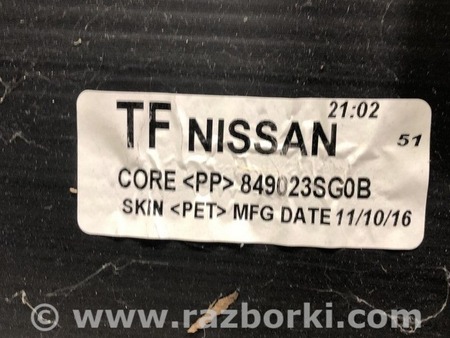 21:02
TF NISSAN 51
CORE <PP> 849023SG0B
SKIN <PET> MFG DATE 11/10/16
© www.razborki.com